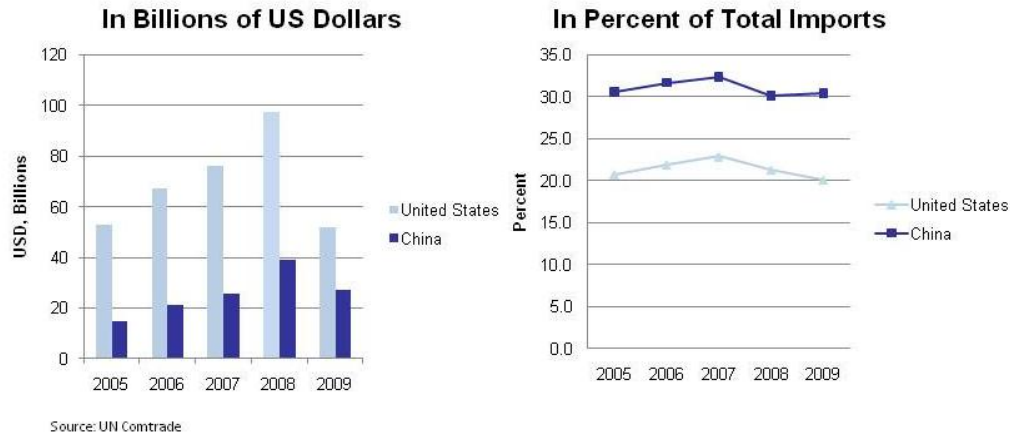 In Billions of US Dollars
120
100
80
60
40
20
0
USD, Billions
2005 2006 2007 2008 2009
United States
China
Source: UN Comtrade
In Percent of Total Imports
35.0
30.0
25.0
20.0
15.0
10.0
5.0
0.0
Percent
2005 2006 2007 2008 2009
United States
China